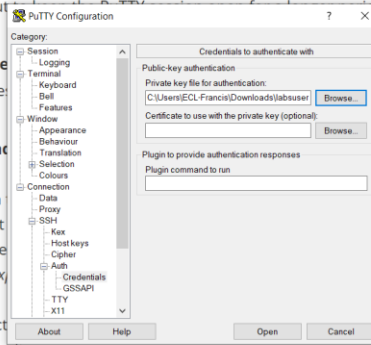 PuTTY Configuration
?
X
Category:
Session
Logging
Terminal
Keyboard
Bell
Features
Window
Appearance
Behaviour
Translation
Selection
Colours
Connection
Data
Proxy
SSH
Kex
Host keys
Cipher
Auth
Credentials
GSSAPI
TTY
X11
Credentials to authenticate with
Public-key authentication
Private key file for authentication:
C:\Users\ECL-Francis\Downloads\labsuser
Browse...
Certificate to use with the private key (optional):
Browse...
Plugin to provide authentication responses
Plugin command to run
About
Help
Open
Cancel